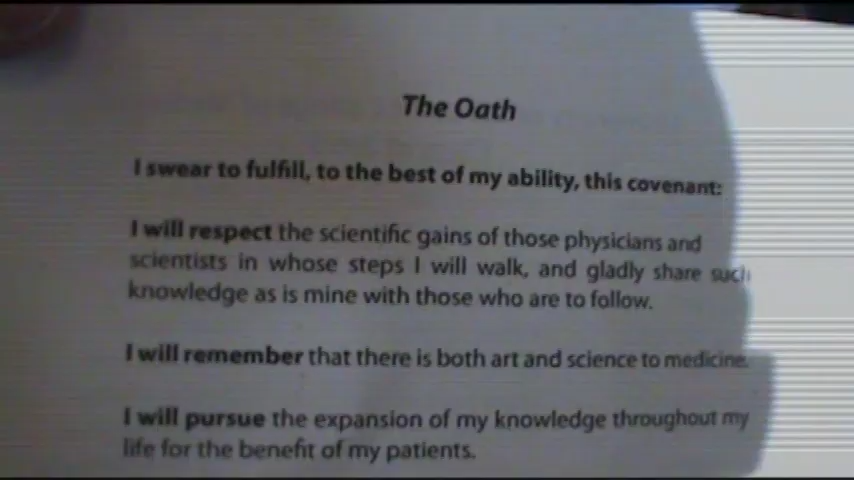 The Oath
I swear to fulfill, to the best of my ability, this covenant:
I will respect the scientific gains of those physicians and
scientists in whose steps I will walk, and gladly share such
knowledge as is mine with those who are to follow.
I will remember that there is both art and science to medicine.
I will pursue the expansion of my knowledge throughout my
life for the benefit of my patients.